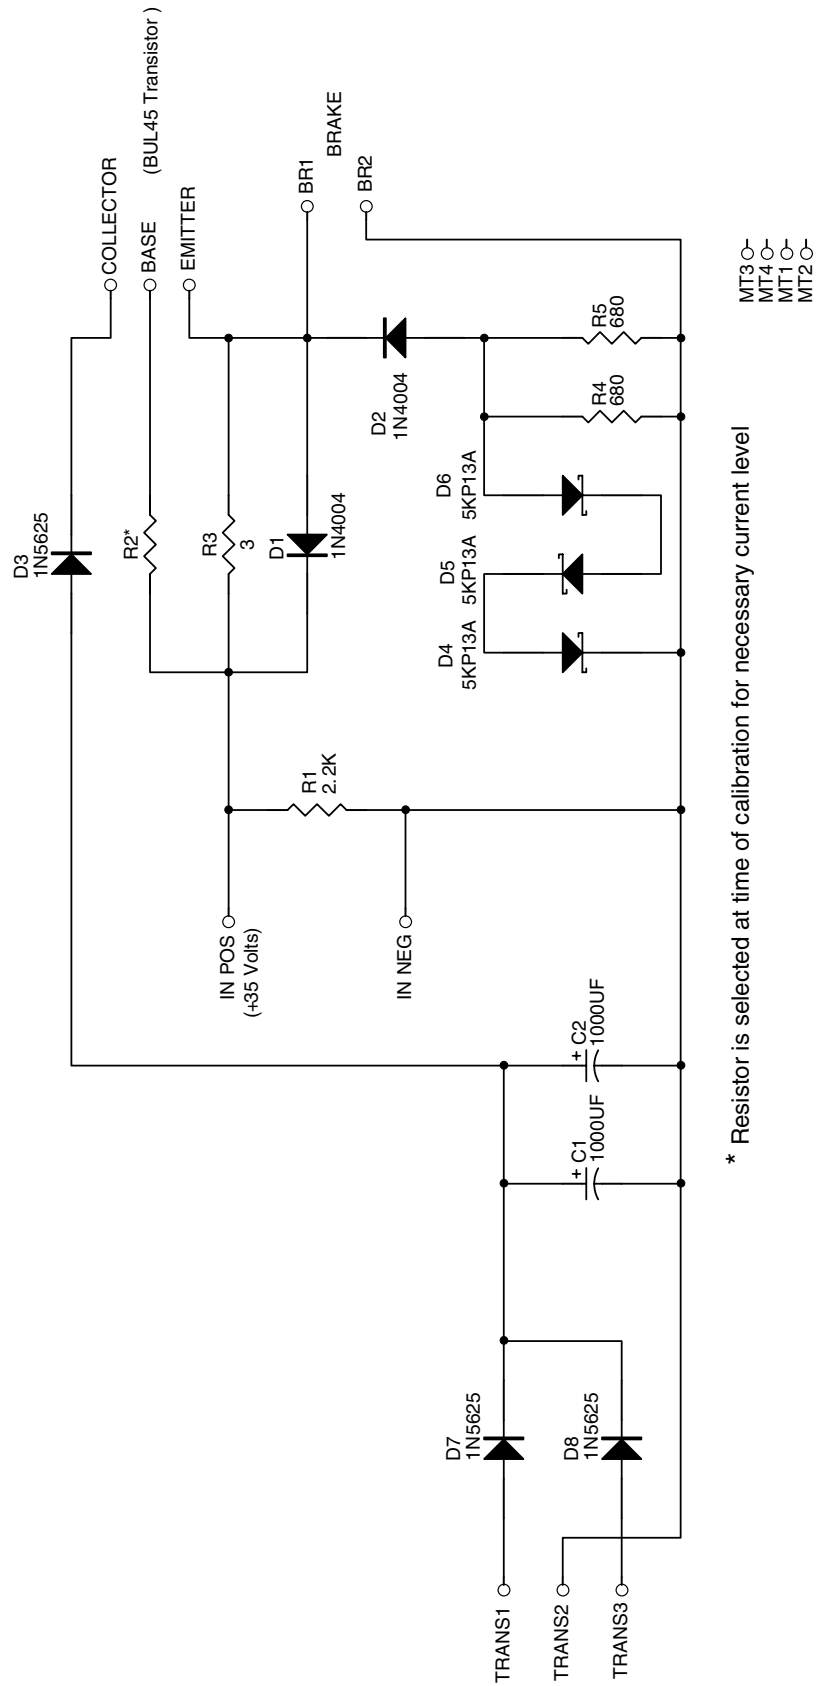 COLLECTOR
D3
1N5625
BASE
(BUL45 Transistor )
R2*
EMITTER
R3
3
IN POS
(+35 Volts)
D1
1N4004
BR1
BRAKE
BR2
R1
2.2K
D2
1N4004
IN NEG
D4
5KP13A
D5
5KP13A
D6
5KP13A
R4
680
R5
680
TRANS1
D7
1N5625
TRANS2
D8
1N5625
TRANS3
+ C1
1000UF
+ C2
1000UF
* Resistor is selected at time of calibration for necessary current level
MT3
MT4
MT1
MT2